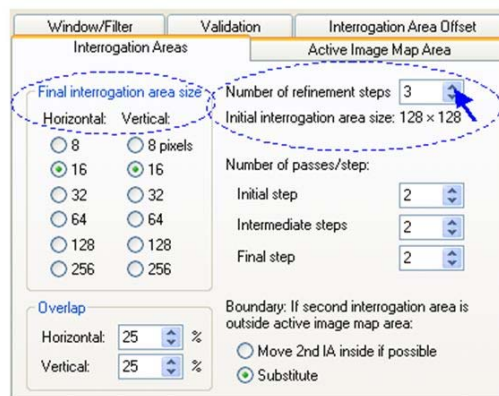 Window/Filter Validation Interrogation Area Offset
Interrogation Areas Active Image Map Area
Final interrogation area size
Horizontal: Vertical:
8 8 pixels
16 16
32 32
64 64
128 128
256 256
Overlap
Horizontal: 25 %
Vertical: 25 %
Number of refinement steps 3
Initial interrogation area size: 128 × 128
Number of passes/step:
Initial step 2
Intermediate steps 2
Final step 2
Boundary: If second interrogation area is
outside active image map area:
Move 2nd IA inside if possible
Substitute